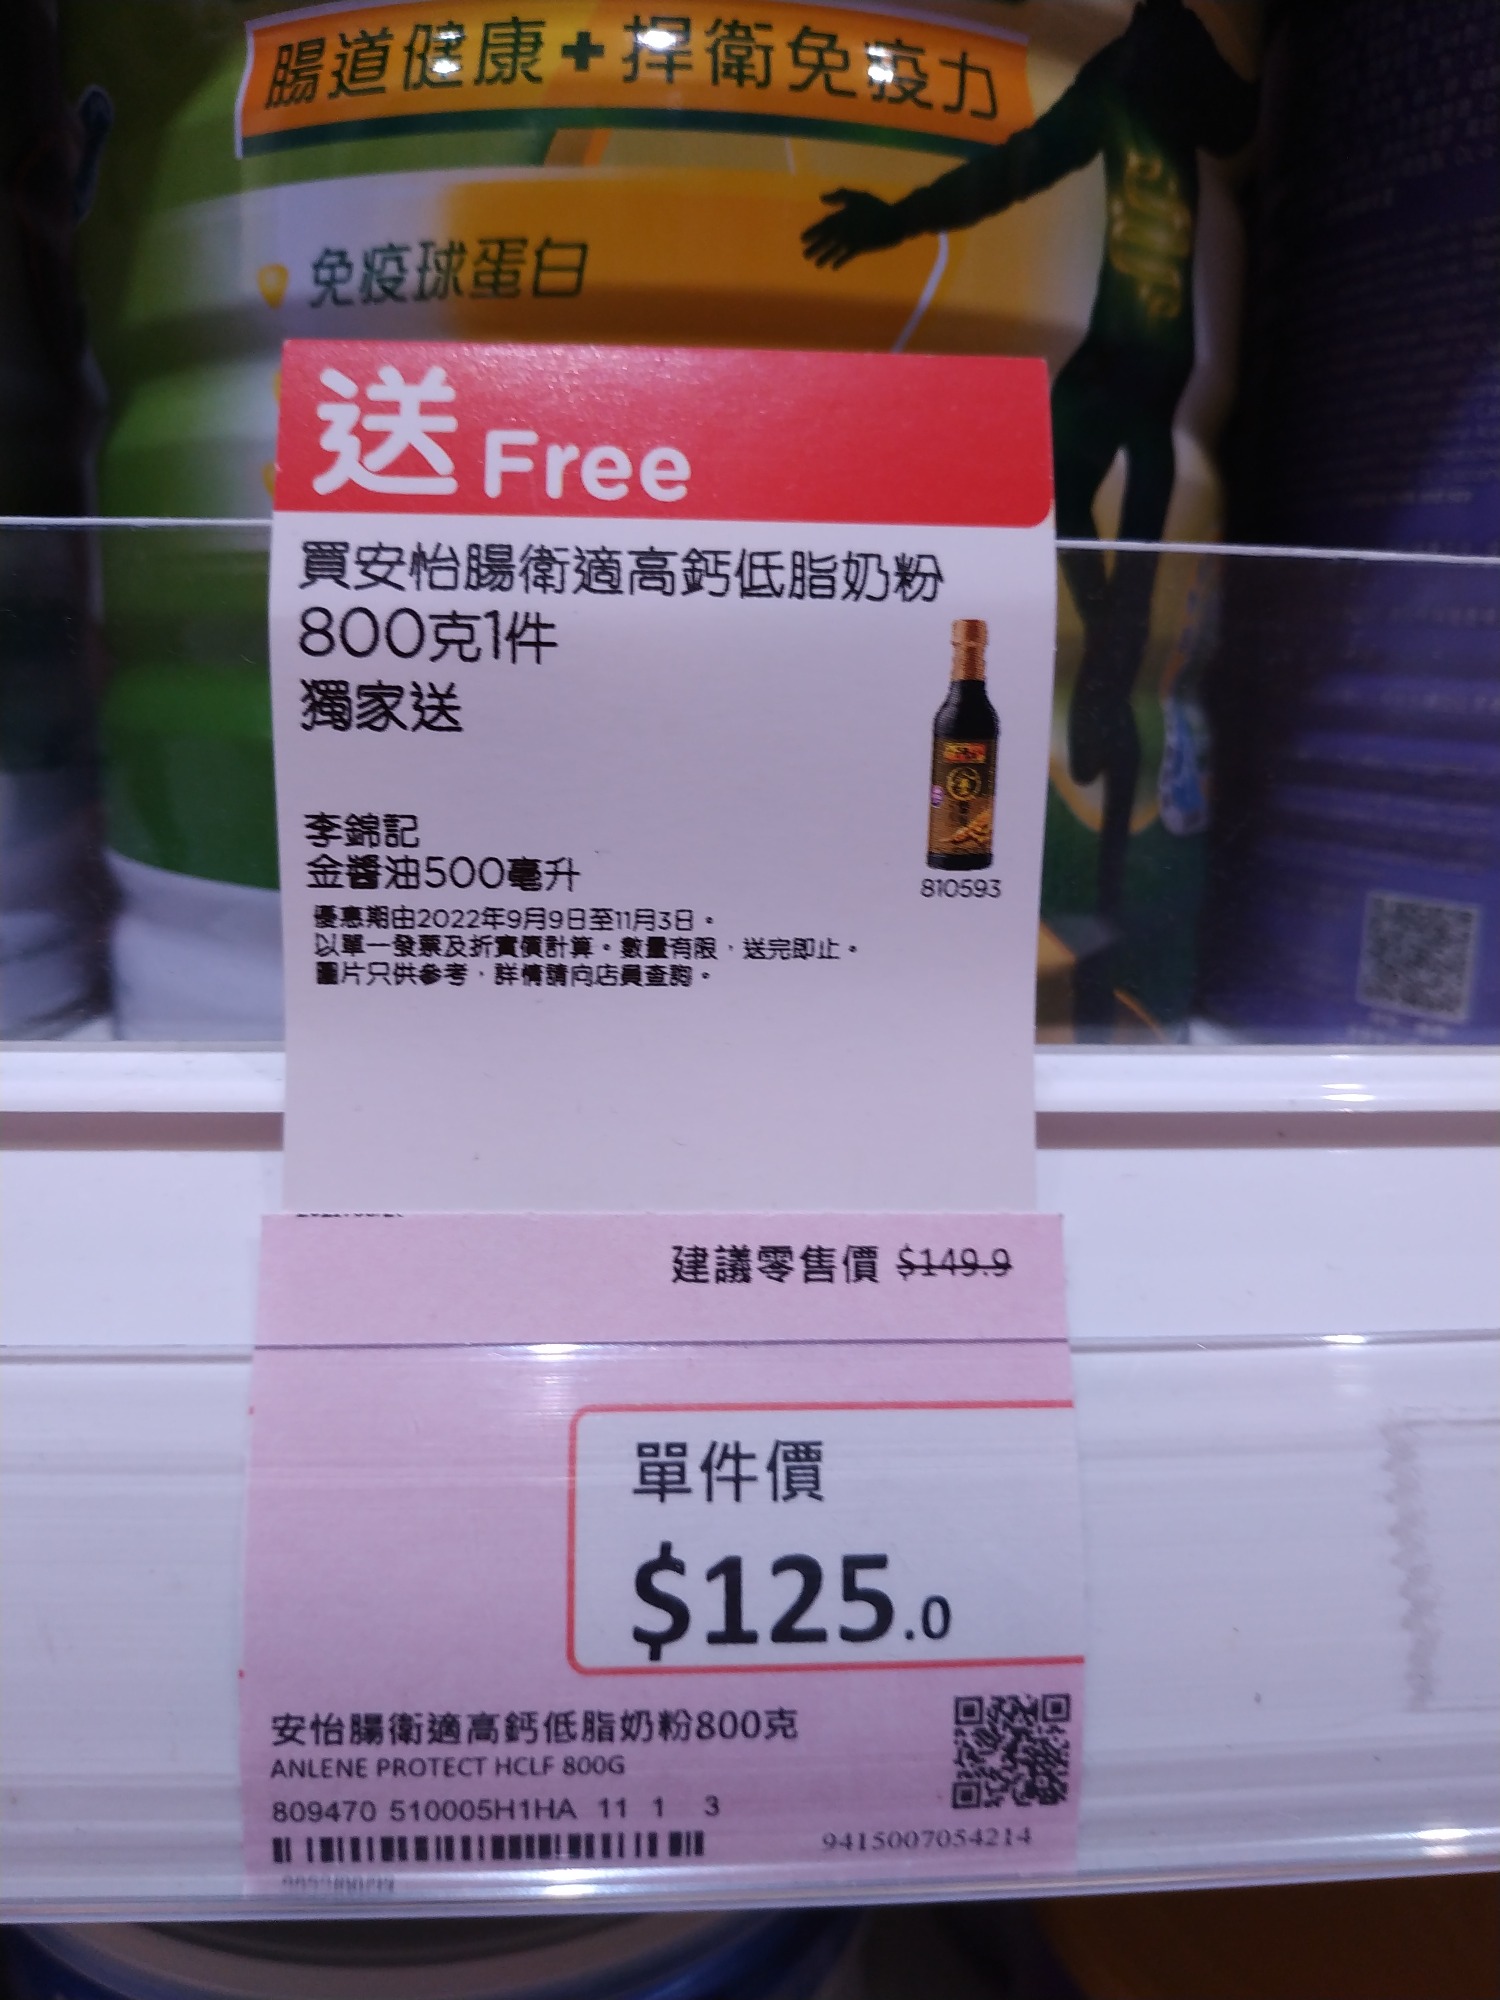 腸道健康+捍衛免疫力
免疫球蛋白
送 Free
買安怡腸衛適高鈣低脂奶粉
800克1件
獨家送
李錦記
金醬油500毫升
810593
優惠期由2022年9月9日至11月3日。
以單一發票及折實價計算。數量有限，送完即止。
圖片只供參考，詳情請向店員查詢。
建議零售價 $149.9
單件價
$125.0
安怡腸衛適高鈣低脂奶粉800克
ANLENE PROTECT HCLF 800G
809470 510005H1HA 11 1 3
9415007054214